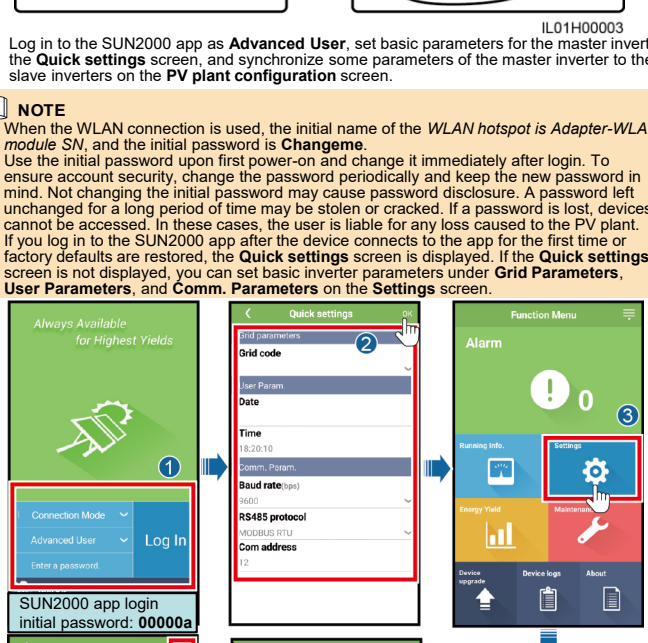 IL01H00003
Log in to the SUN2000 app as Advanced User, set basic parameters for the master invert
the Quick settings screen, and synchronize some parameters of the master inverter to the
slave inverters on the PV plant configuration screen.
NOTE
When the WLAN connection is used, the initial name of the WLAN hotspot is Adapter-WLA
module SN, and the initial password is Changeme.
Use the initial password upon first power-on and change it immediately after login. To
ensure account security, change the password periodically and keep the new password in
mind. Not changing the initial password may cause password disclosure. A password left
unchanged for a long period of time may be stolen or cracked. If a password is lost, devices
cannot be accessed. In these cases, the user is liable for any loss caused to the PV plant.
If you log in to the SUN2000 app after the device connects to the app for the first time or
factory defaults are restored, the Quick settings screen is displayed. If the Quick settings
screen is not displayed, you can set basic inverter parameters under Grid Parameters,
User Parameters, and Comm. Parameters on the Settings screen.
Always Available
for Highest Yields
1
Connection Mode
Advanced User
Enter a password.
Log In
SUN2000 app login
initial password: 00000a
Quick settings
OK
Grid parameters
2
Grid code
User Param.
Date
Time
18:20:10
Comm. Param.
Baud rate(bps)
9600
RS485 protocol
MODBUS RTU
Com address
12
Function Menu
Alarm
0
3
Running Info.
Settings
Energy Yield
Maintenan
Device upgrade
Device logs
About